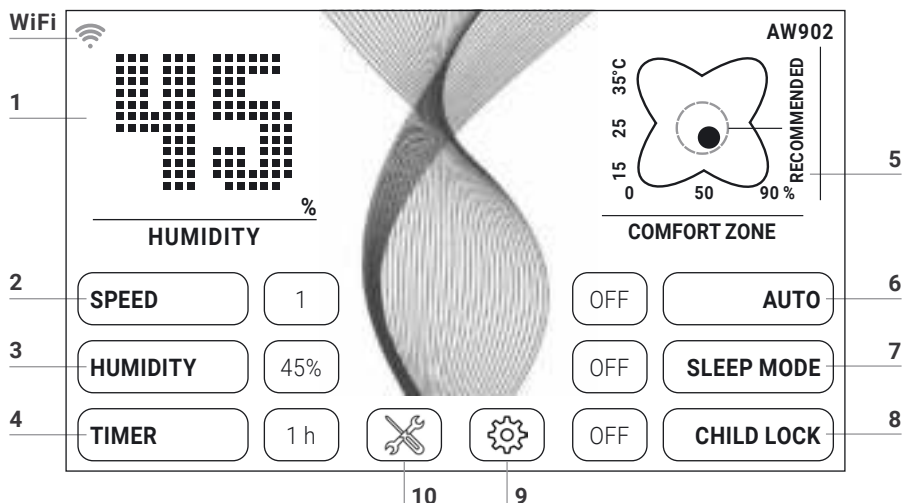 WiFi
AW902
1
45
%
HUMIDITY
35°C
25
15
0 50 90 %
RECOMMENDED
5
COMFORT ZONE
2 SPEED 1 OFF AUTO 6
3 HUMIDITY 45% OFF SLEEP MODE 7
4 TIMER 1 h OFF CHILD LOCK 8
10 9